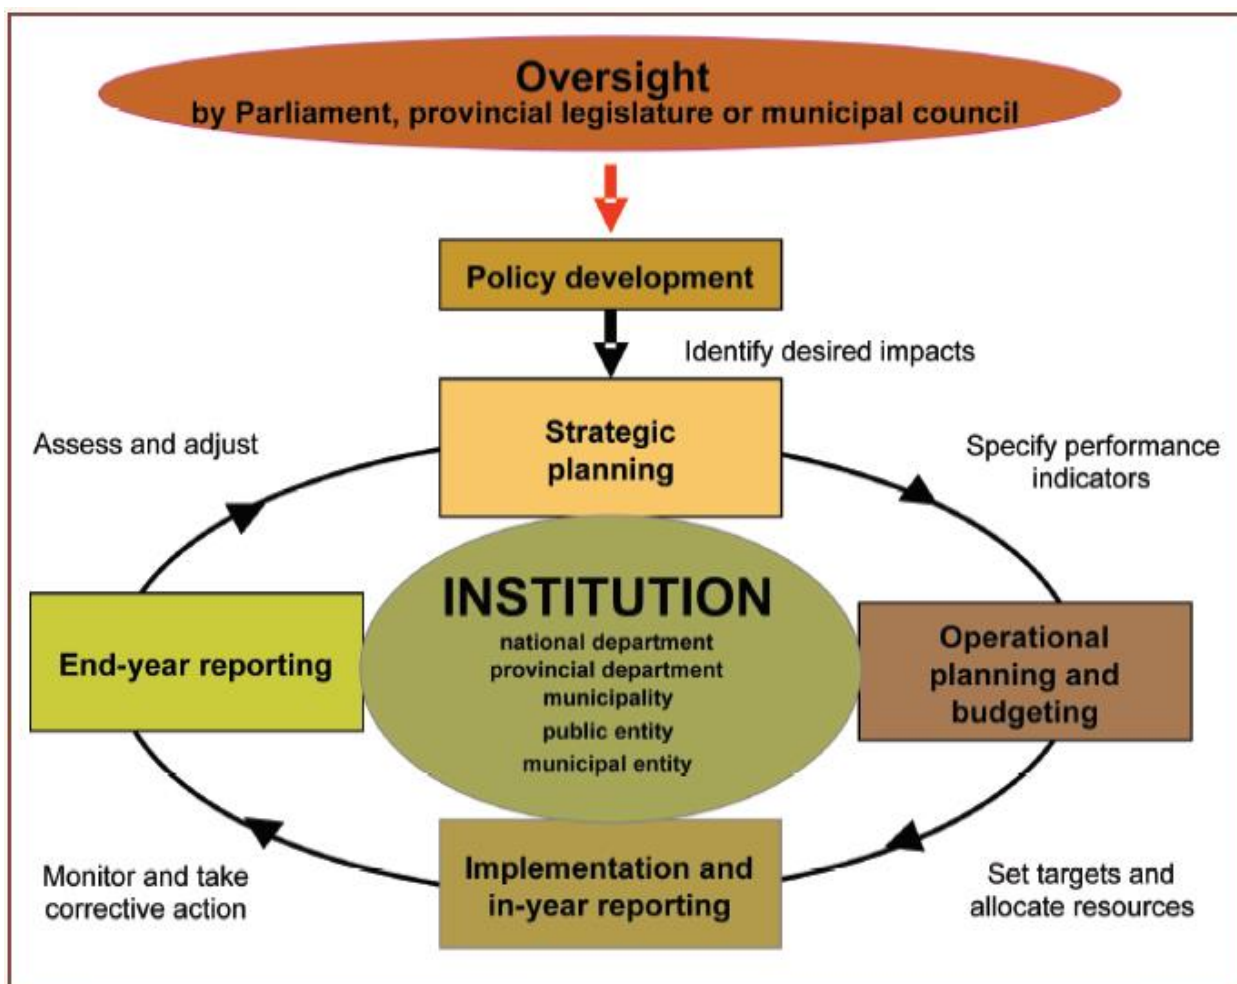 Oversight
by Parliament, provincial legislature or municipal council
Policy development
Identify desired impacts
Strategic
planning
Assess and adjust
Specify performance
indicators
INSTITUTION
national department
provincial department
municipality
public entity
municipal entity
End-year reporting
Operational
planning and
budgeting
Implementation and
in-year reporting
Monitor and take
corrective action
Set targets and
allocate resources